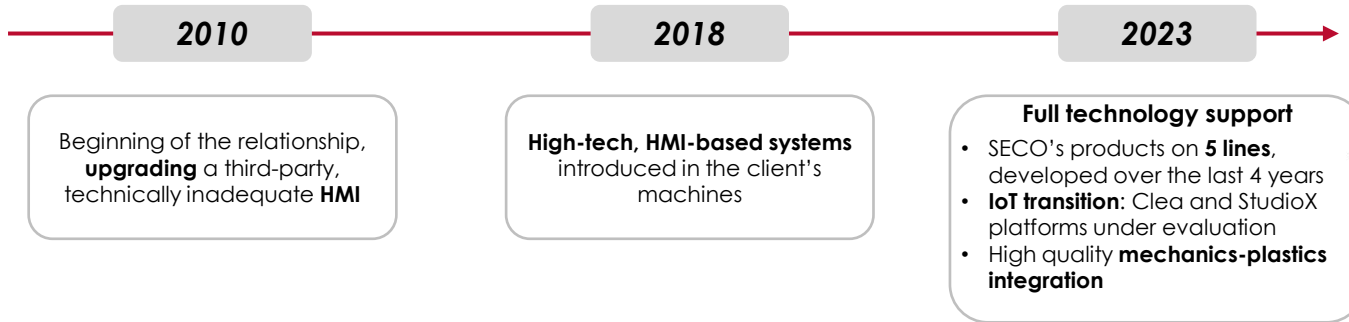 2010
2018
2023
Beginning of the relationship,
upgrading a third-party,
technically inadequate HMI
High-tech, HMI-based systems
introduced in the client's
machines
Full technology support
• SECO's products on 5 lines,
developed over the last 4 years
• IoT transition: Clea and StudioX
platforms under evaluation
• High quality mechanics-plastics
integration